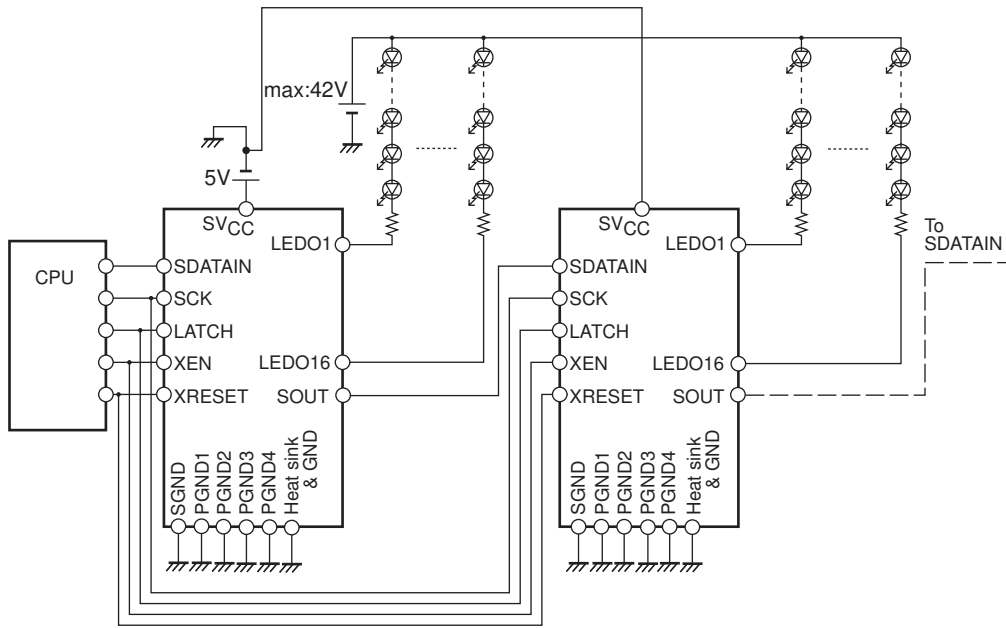 max:42V
5V
SVCC
LEDO1
CPU
SDATAIN
SCK
LATCH
XEN
XRESET
LEDO16
SOUT
SGND
PGND1
PGND2
PGND3
PGND4
Heat sink
& GND
SVCC
LEDO1
To
SDATAIN
SDATAIN
SCK
LATCH
XEN
XRESET
LEDO16
SOUT
SGND
PGND1
PGND2
PGND3
PGND4
Heat sink
& GND